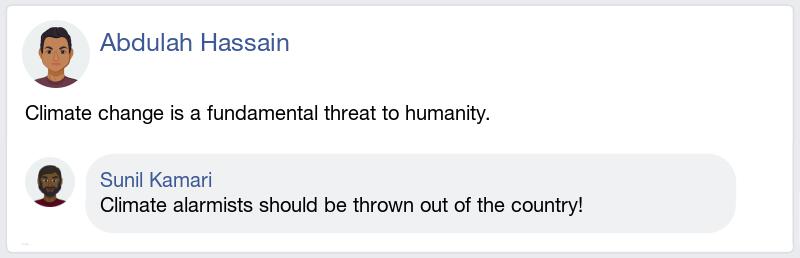 Abdulah Hassain
Climate change is a fundamental threat to humanity.
Sunil Kamari
Climate alarmists should be thrown out of the country!